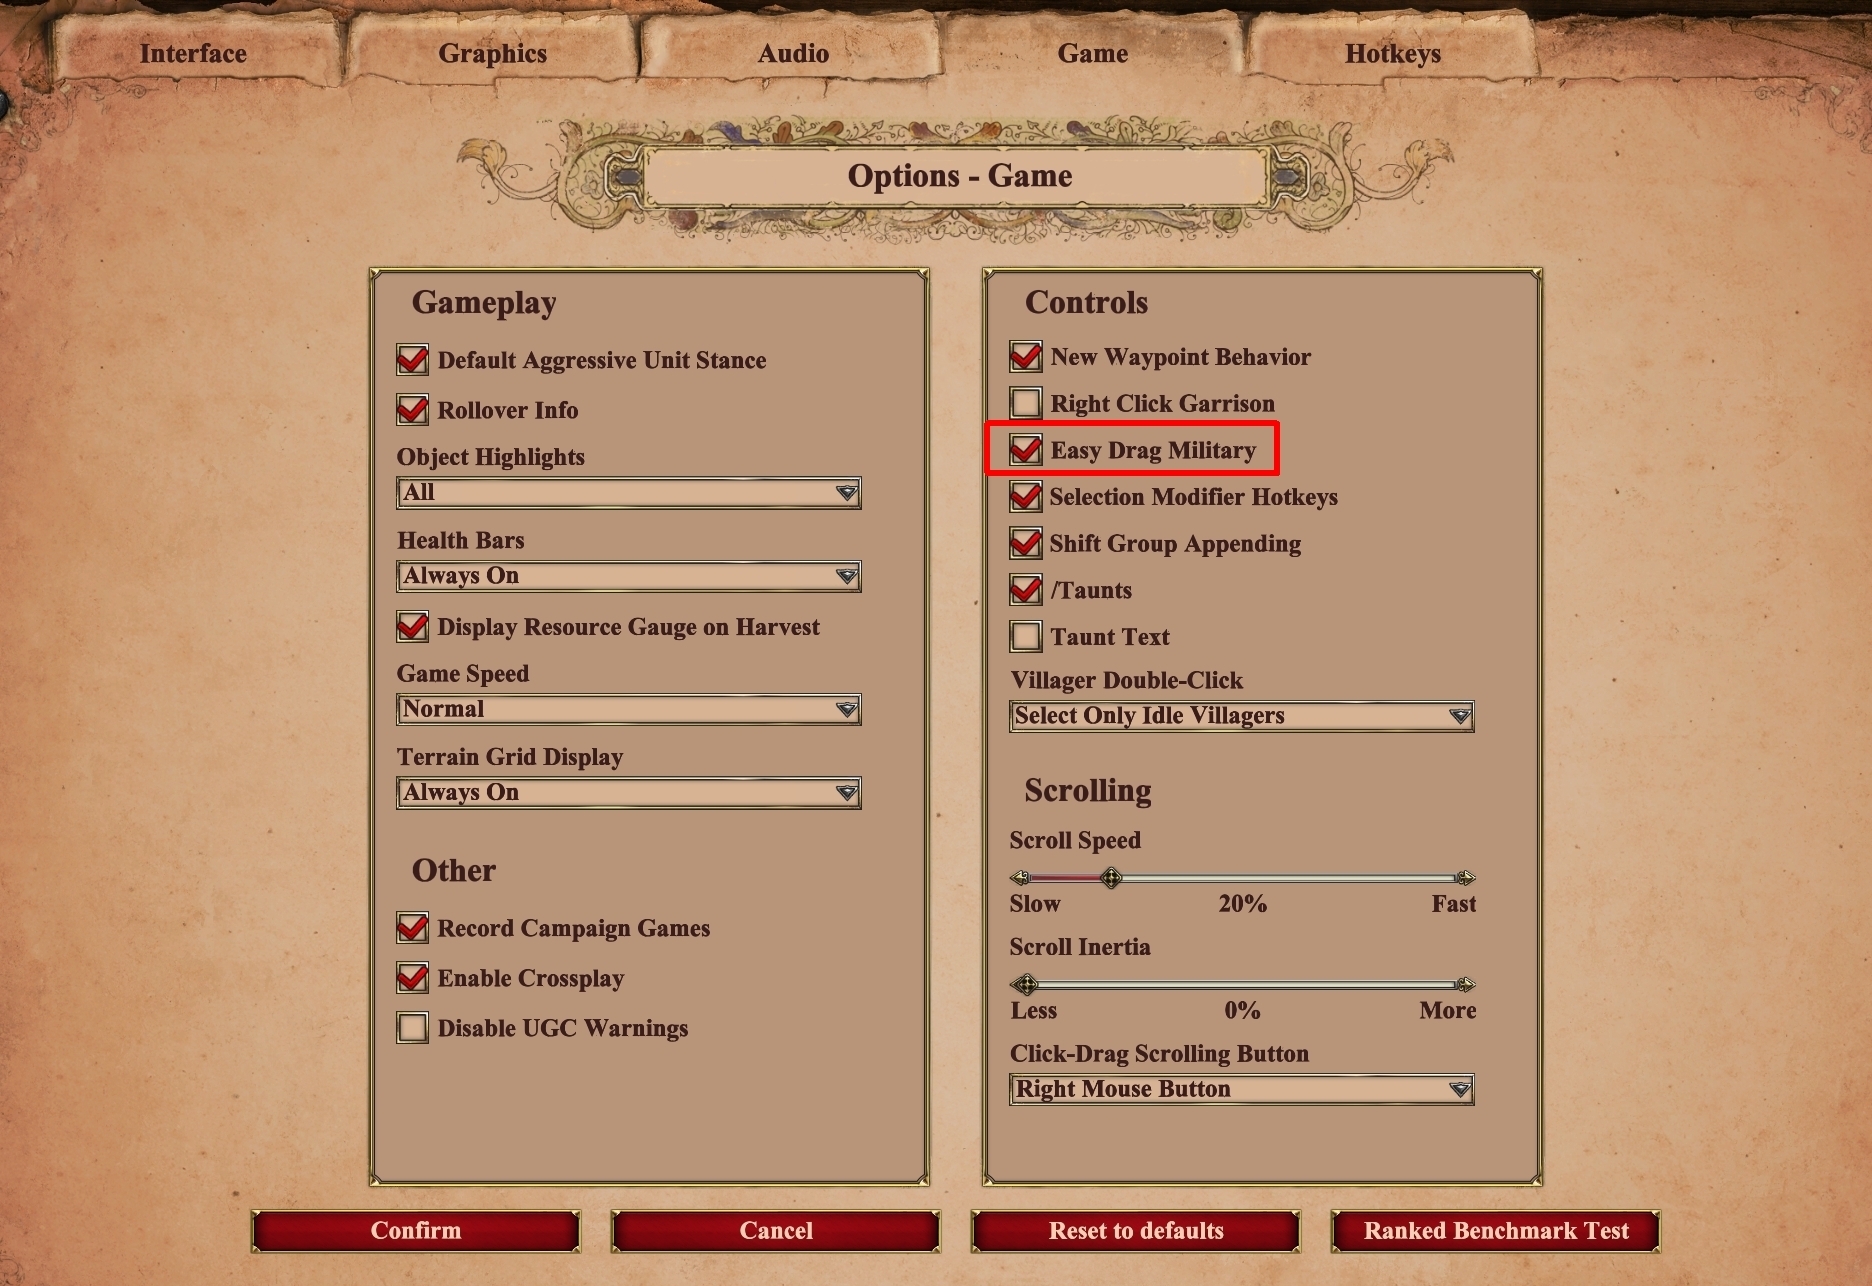 Interface
Graphics
Audio
Game
Hotkeys
Options - Game
Gameplay
Default Aggressive Unit Stance
Rollover Info
Object Highlights
All
Health Bars
Always On
Display Resource Gauge on Harvest
Game Speed
Normal
Terrain Grid Display
Always On
Other
Record Campaign Games
Enable Crossplay
Disable UGC Warnings
Controls
New Waypoint Behavior
Right Click Garrison
Easy Drag Military
Selection Modifier Hotkeys
Shift Group Appending
/Taunts
Taunt Text
Villager Double-Click
Select Only Idle Villagers
Scrolling
Scroll Speed
Slow 20% Fast
Scroll Inertia
Less 0% More
Click-Drag Scrolling Button
Right Mouse Button
Confirm
Cancel
Reset to defaults
Ranked Benchmark Test